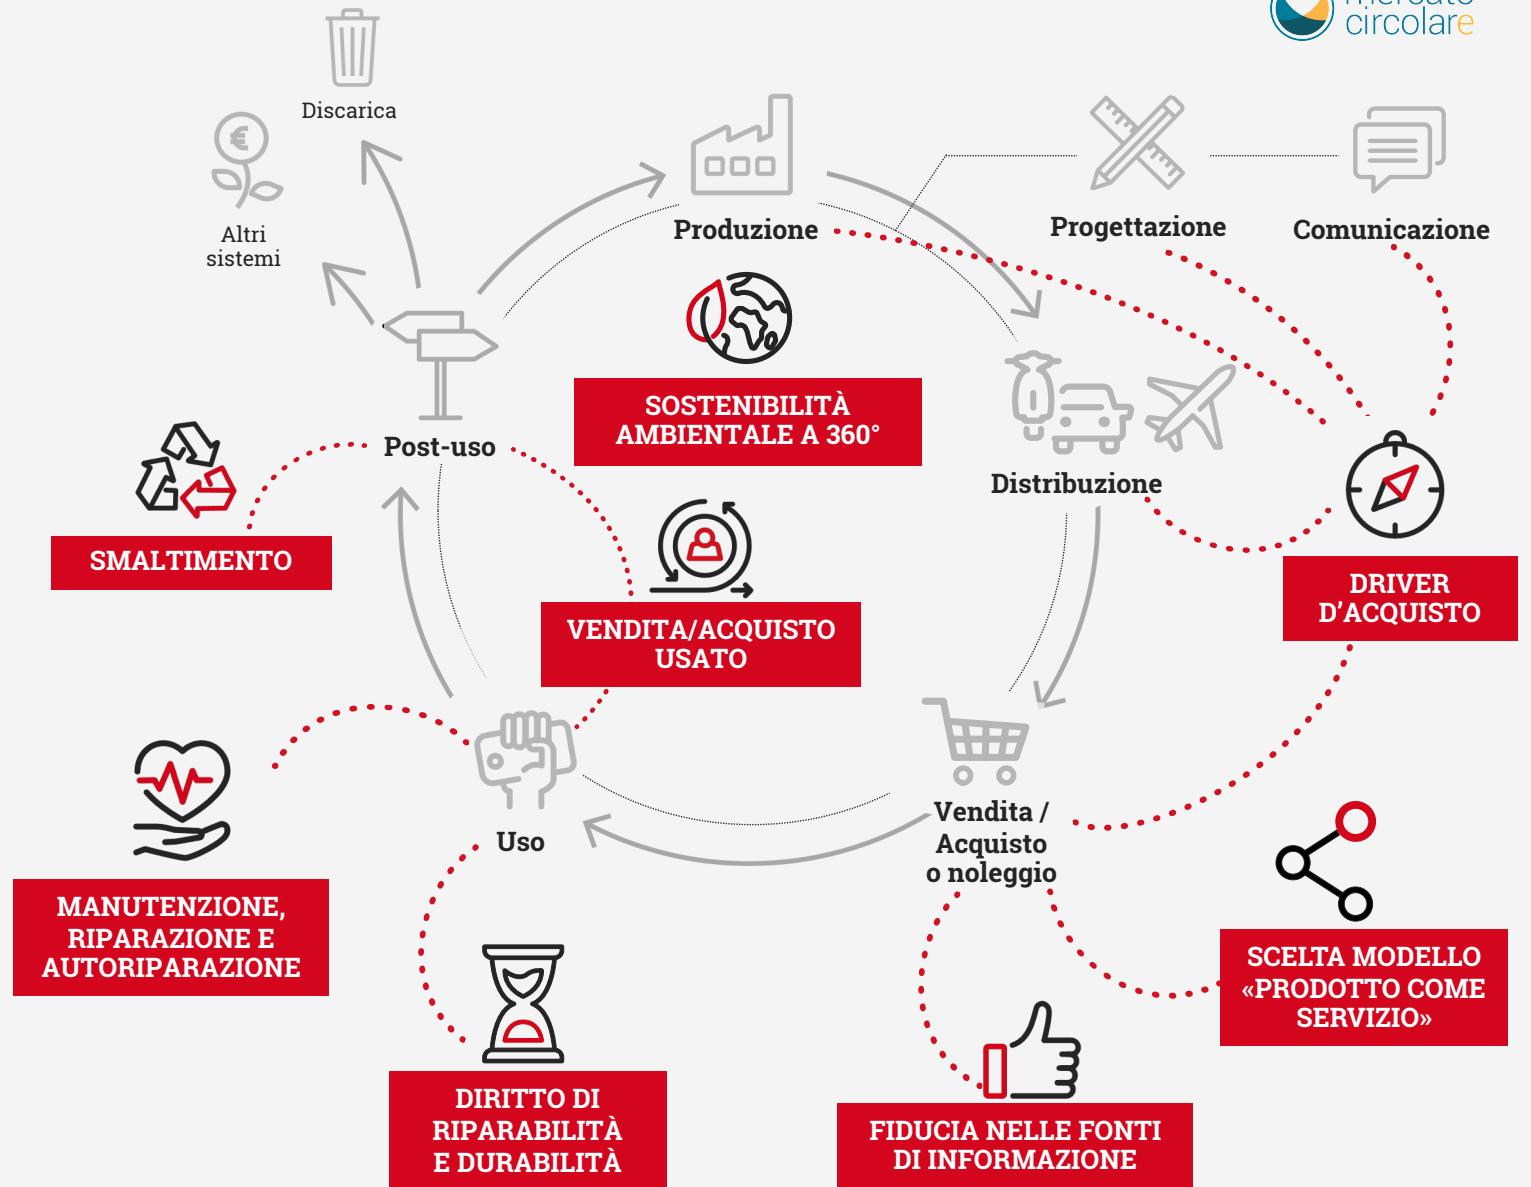 mercato
circolare
Discarica
Altri
sistemi
€
Produzione
Progettazione
Comunicazione
SOSTENIBILITÀ
AMBIENTALE A 360°
Post-uso
Distribuzione
SMALTIMENTO
VENDITA/ACQUISTO
USATO
DRIVER
D’ACQUISTO
Uso
Vendita /
Acquisto
o noleggio
MANUTENZIONE,
RIPARAZIONE E
AUTORIPARAZIONE
SCELTA MODELLO
«PRODOTTO COME
SERVIZIO»
DIRITTO DI
RIPARABILITÀ
E DURABILITÀ
FIDUCIA NELLE FONTI
DI INFORMAZIONE